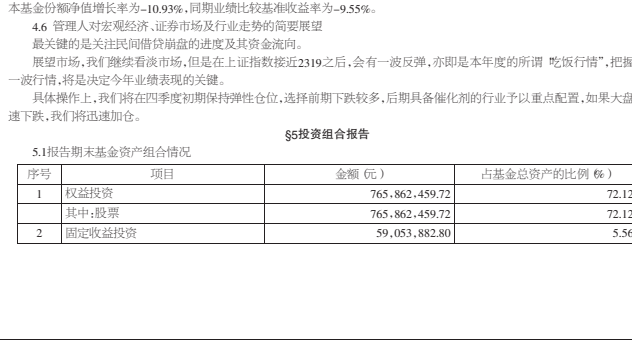 本基金份额净值增长率为-10.93%,同期业绩比较基准收益率为-9.55%。
4.6 管理人对宏观经济、证券市场及行业走势的简要展望
最关键的是关注民间借贷崩盘的进度及其资金流向。
展望市场,我们继续看淡市场,但是在上证指数接近2319之后,会有一波反弹,亦即是本年度的所谓“吃饭行情”,把握
一波行情,将是决定今年业绩表现的关键。
具体操作上,我们将在四季度初期保持弹性仓位,选择前期下跌较多,后期具备催化剂的行业予以重点配置,如果大盘
速下跌,我们将迅速加仓。
§5投资组合报告
5.1报告期末基金资产组合情况
序号 项目 金额(元) 占基金总资产的比例(%)
1 权益投资 765,862,459.72 72.12
其中:股票 765,862,459.72 72.12
2 固定收益投资 59,053,882.80 5.56